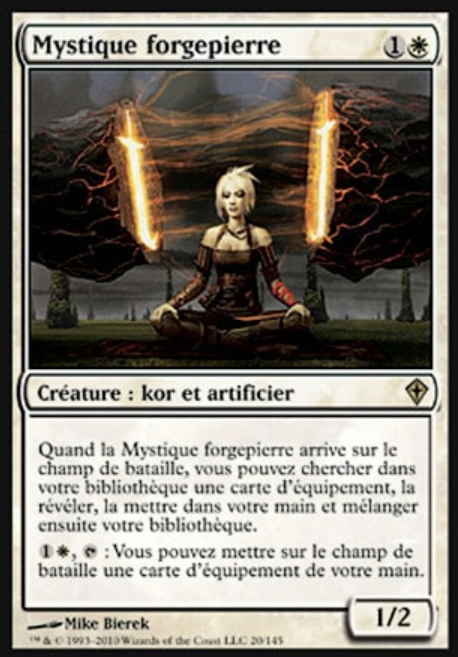 Mystique forgepierre 1
Créature : kor et artificier
Quand la Mystique forgepierre arrive sur le
champ de bataille, vous pouvez chercher dans
votre bibliothèque une carte d'équipement, la
révéler, la mettre dans votre main et mélanger
ensuite votre bibliothèque.
1, : Vous pouvez mettre sur le champ de
bataille une carte d'équipement de votre main.
Mike Bierek
1/2
™ & © 1993–2010 Wizards of the Coast LLC 20/145